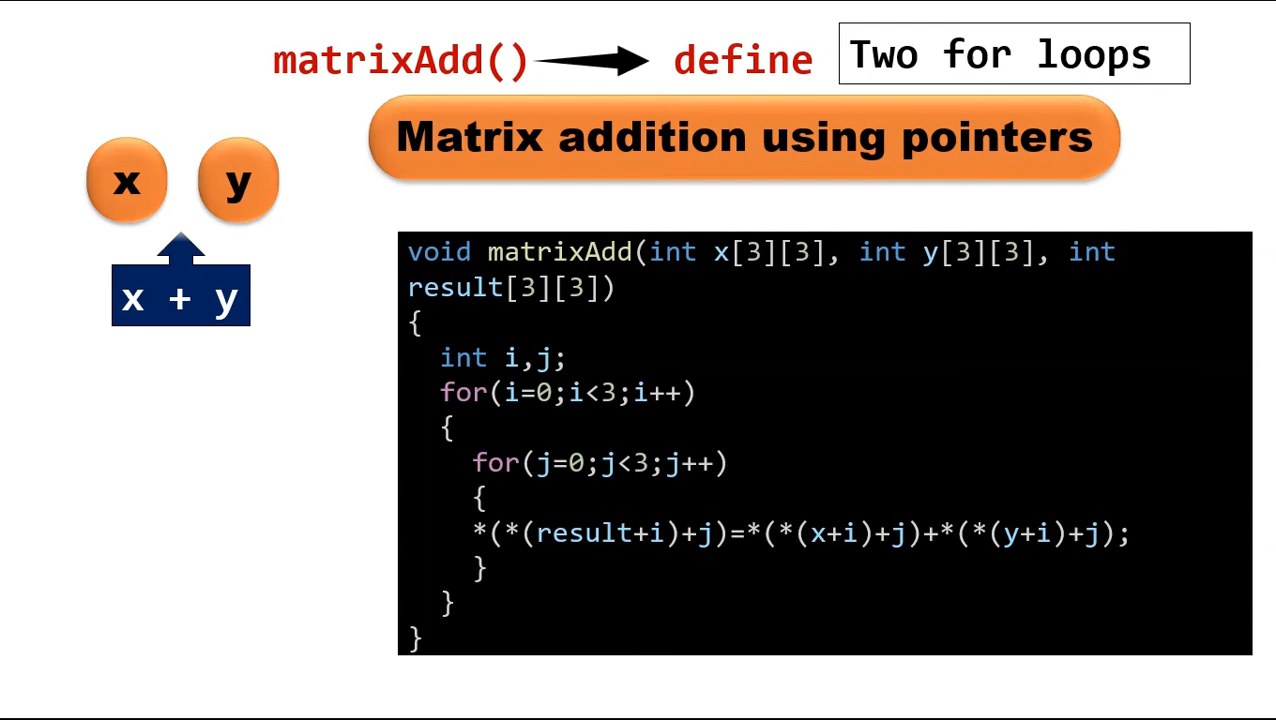 matrixAdd() define Two for loops
Matrix addition using pointers
x y
x + y
void matrixAdd(int x[3][3], int y[3][3], int
result[3][3])
{
int i,j;
for(i=0;i<3;i++)
{
for(j=0;j<3;j++)
{
*(*(result+i)+j)=*(*(x+i)+j)+*(*(y+i)+j);
}
}
}